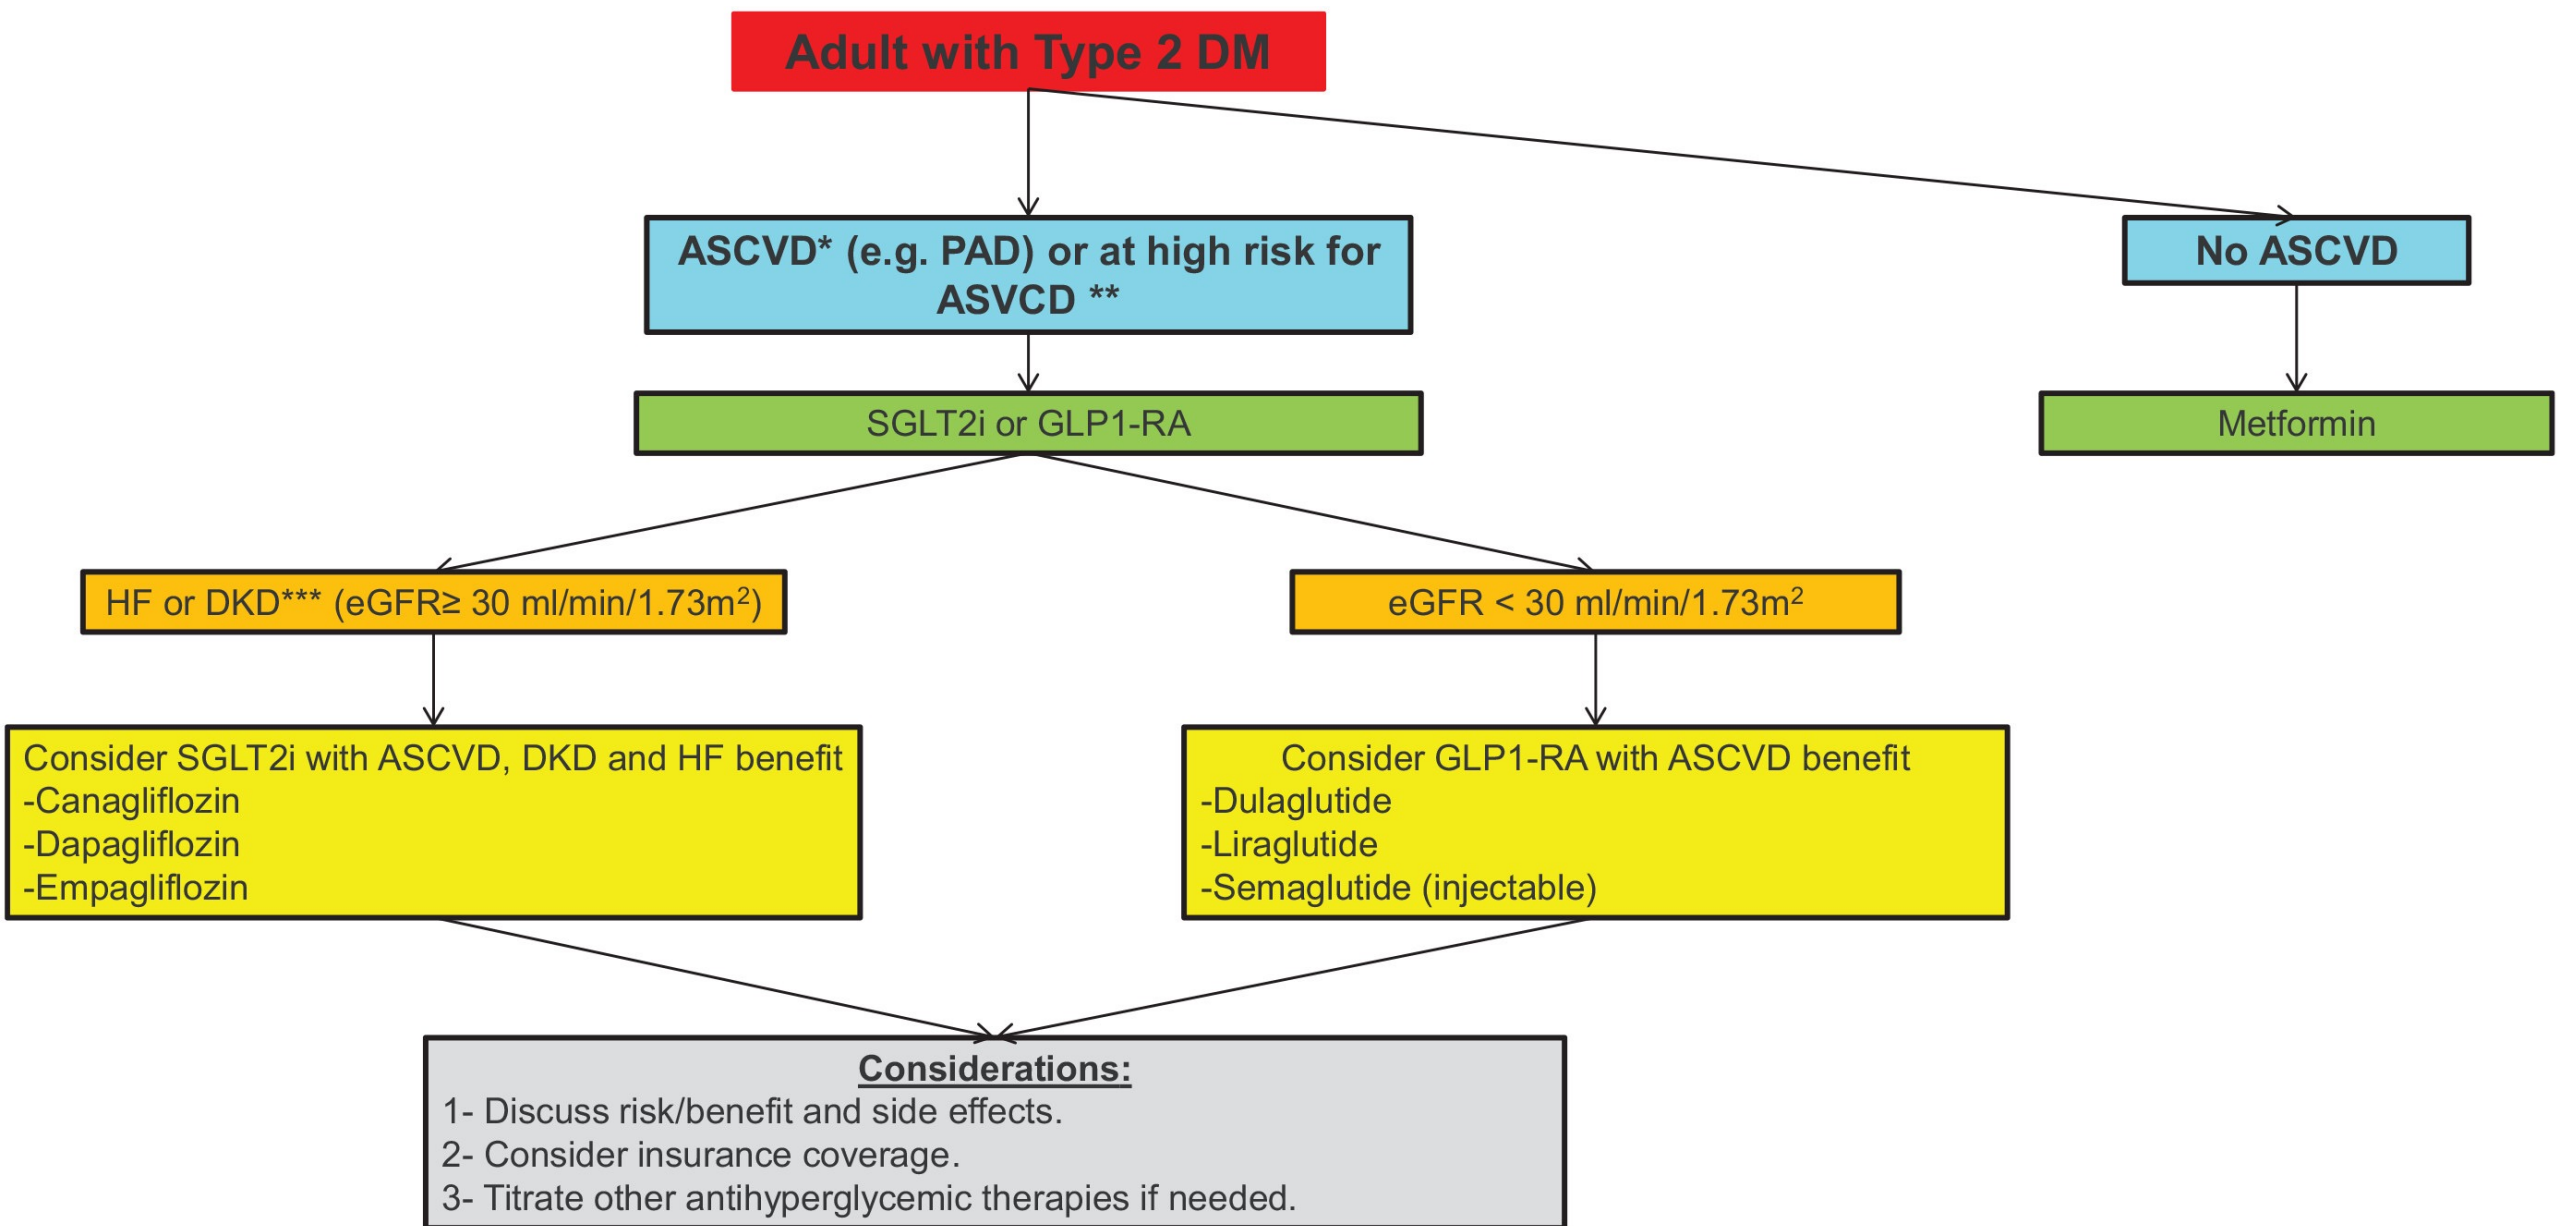 Adult with Type 2 DM
ASCVD* (e.g. PAD) or at high risk for
ASVCD **
No ASCVD
SGLT2i or GLP1-RA
Metformin
HF or DKD*** (eGFR≥ 30 ml/min/1.73m²)
eGFR < 30 ml/min/1.73m²
Consider SGLT2i with ASCVD, DKD and HF benefit
-Canagliflozin
-Dapagliflozin
-Empagliflozin
Consider GLP1-RA with ASCVD benefit
-Dulaglutide
-Liraglutide
-Semaglutide (injectable)
Considerations:
1- Discuss risk/benefit and side effects.
2- Consider insurance coverage.
3- Titrate other antihyperglycemic therapies if needed.